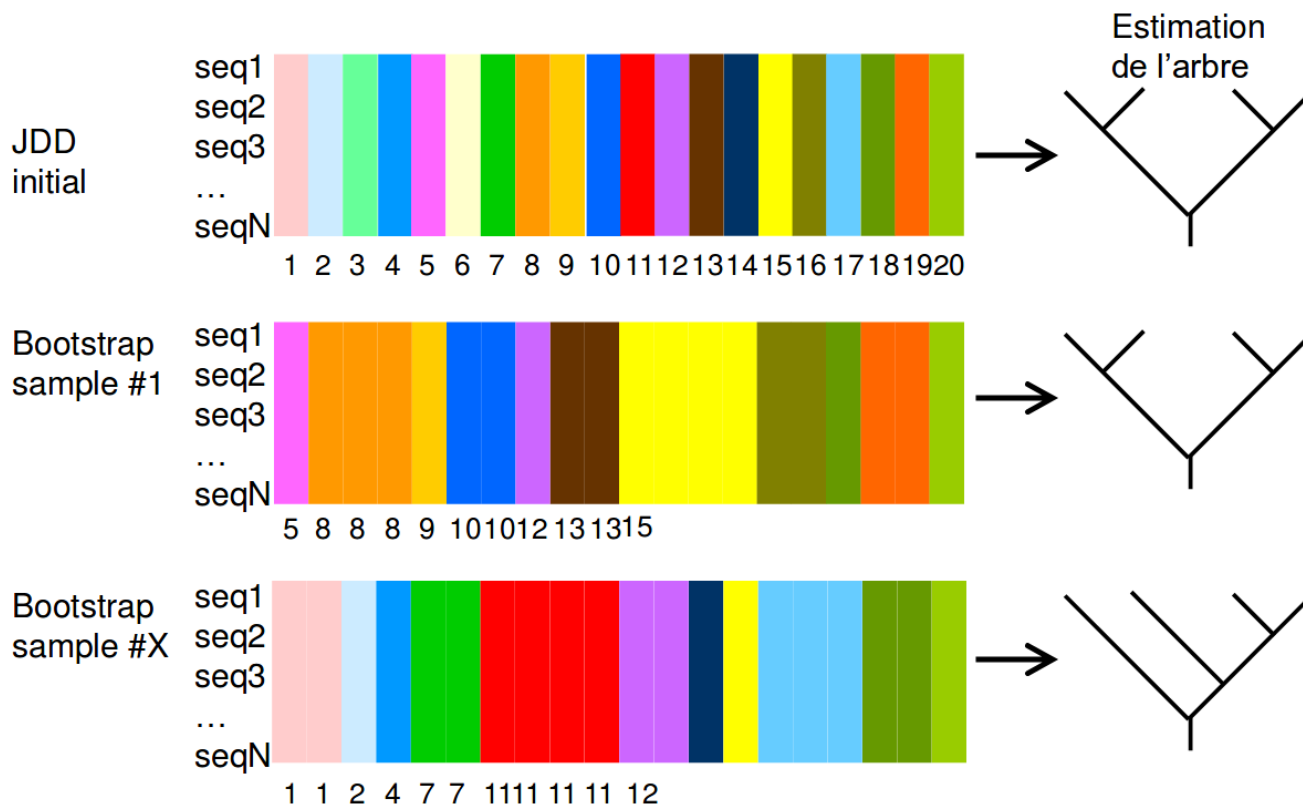 Estimation
de l'arbre
JDD
initial
seq1
seq2
seq3
...
seqN
1 2 3 4 5 6 7 8 9 10 11 12 13 14 15 16 17 18 19 20
Bootstrap
sample #1
seq1
seq2
seq3
...
seqN
5 8 8 8 9 10 10 12 13 13 15
Bootstrap
sample #X
seq1
seq2
seq3
...
seqN
1 1 2 4 7 7 11 11 11 11 12